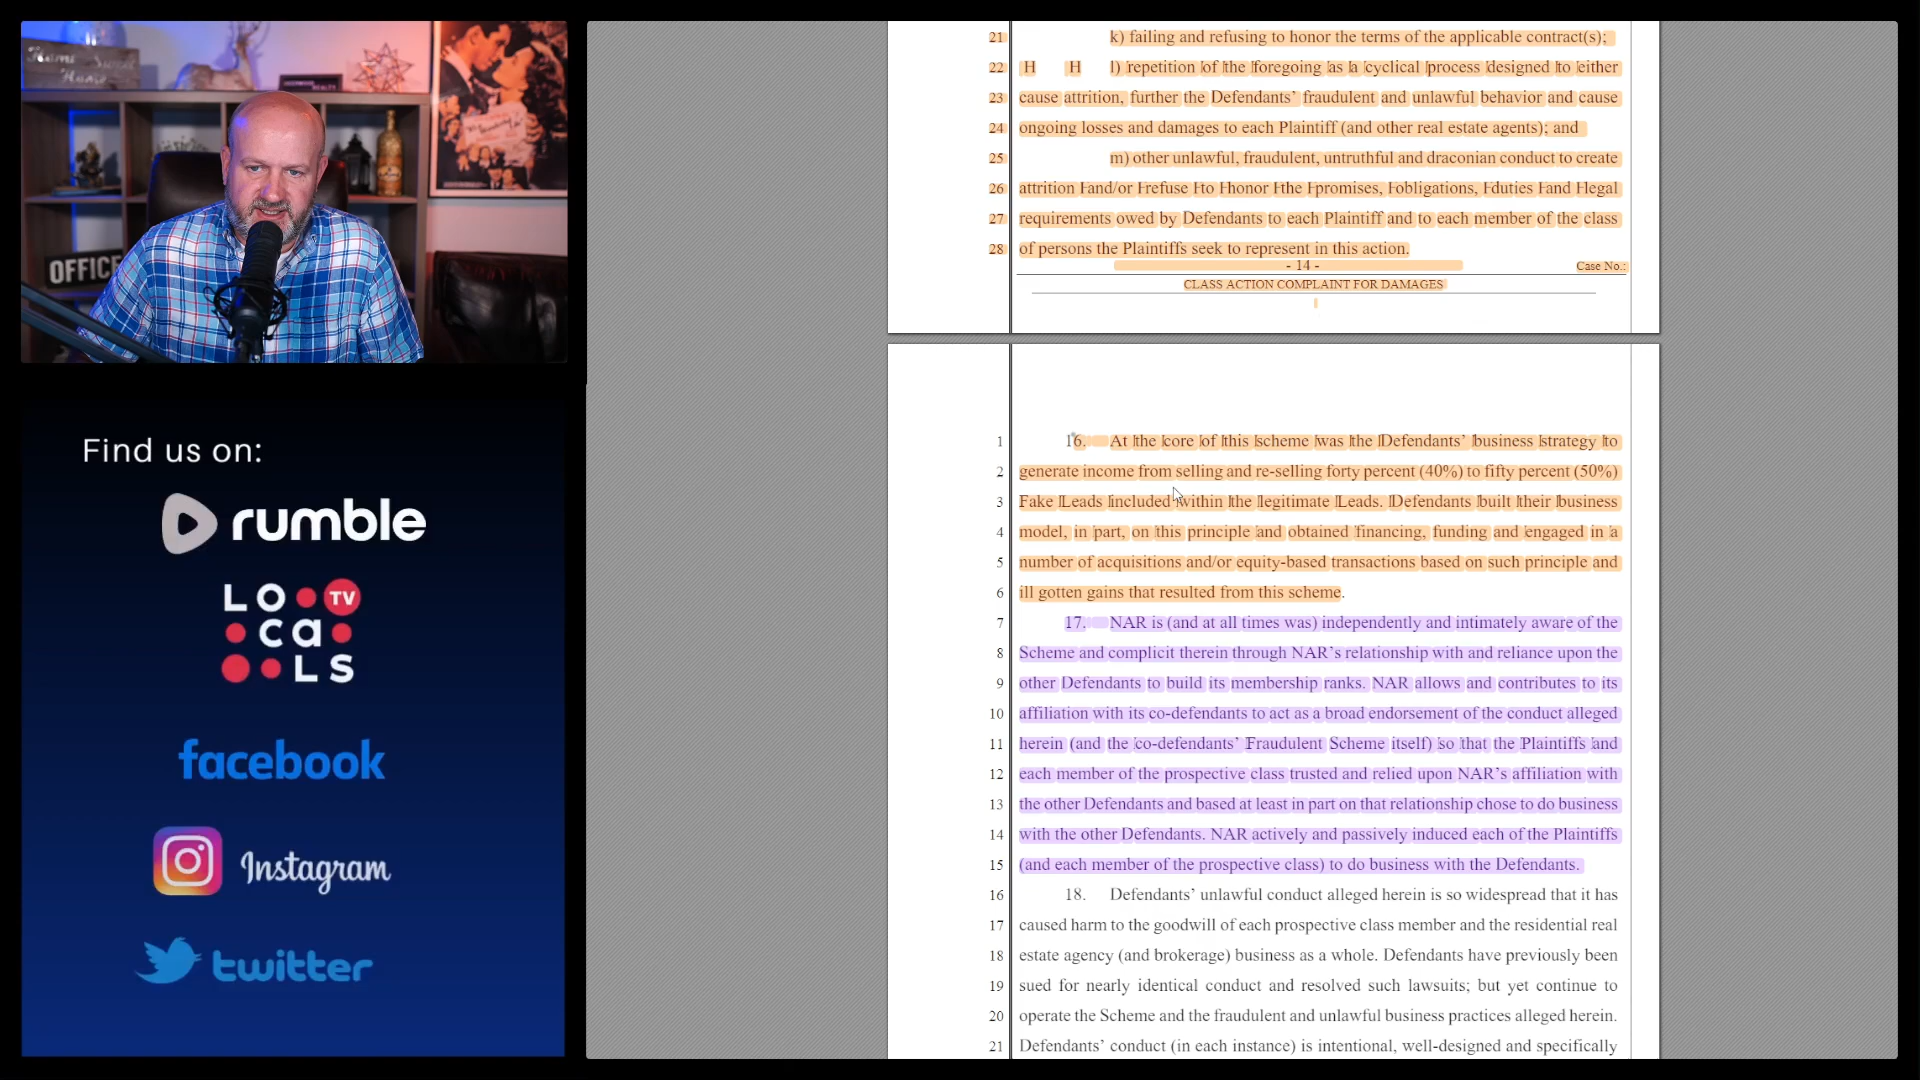 Home Sweet
Home
OFFICE
Find us on:
rumble
LO TV
ca
LS
facebook
Instagram
twitter
21 k) failing and refusing to honor the terms of the applicable contract(s);
22 H H l) repetition of the foregoing as a cyclical process designed to either
23 cause attrition, further the Defendants’ fraudulent and unlawful behavior and cause
24 ongoing losses and damages to each Plaintiff (and other real estate agents); and
25 m) other unlawful, fraudulent, untruthful and draconian conduct to create
26 attrition and/or refuse to honor the promises, obligations, duties and legal
27 requirements owed by Defendants to each Plaintiff and to each member of the class
28 of persons the Plaintiffs seek to represent in this action.
- 14 - Case No.:
CLASS ACTION COMPLAINT FOR DAMAGES
1 16. At the core of this scheme was the Defendants’ business strategy to
2 generate income from selling and re-selling forty percent (40%) to fifty percent (50%)
3 Fake Leads included within the legitimate Leads. Defendants built their business
4 model, in part, on this principle and obtained financing, funding and engaged in a
5 number of acquisitions and/or equity-based transactions based on such principle and
6 ill gotten gains that resulted from this scheme.
7 17. NAR is (and at all times was) independently and intimately aware of the
8 Scheme and complicit therein through NAR’s relationship with and reliance upon the
9 other Defendants to build its membership ranks. NAR allows and contributes to its
10 affiliation with its co-defendants to act as a broad endorsement of the conduct alleged
11 herein (and the co-defendants’ Fraudulent Scheme itself) so that the Plaintiffs and
12 each member of the prospective class trusted and relied upon NAR’s affiliation with
13 the other Defendants and based at least in part on that relationship chose to do business
14 with the other Defendants. NAR actively and passively induced each of the Plaintiffs
15 (and each member of the prospective class) to do business with the Defendants.
16 18. Defendants’ unlawful conduct alleged herein is so widespread that it has
17 caused harm to the goodwill of each prospective class member and the residential real
18 estate agency (and brokerage) business as a whole. Defendants have previously been
19 sued for nearly identical conduct and resolved such lawsuits; but yet continue to
20 operate the Scheme and the fraudulent and unlawful business practices alleged herein.
21 Defendants’ conduct (in each instance) is intentional, well-designed and specifically